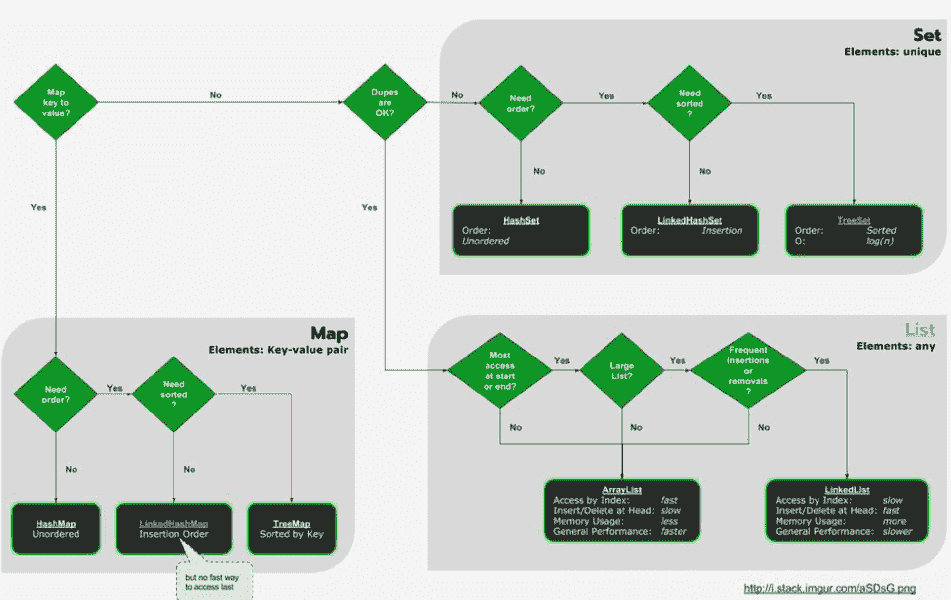 Set
Elements: unique
Map
key to
value?
No
Dupes
are
OK?
No
Need
order?
Yes
Need
sorted
?
Yes
No
No
Yes
Yes
HashSet
Order:
Unordered
LinkedHashSet
Order: Insertion
TreeSet
Order: Sorted
O: log(n)
Map
Elements: Key-value pair
Need
order?
Yes
Need
sorted
?
Yes
No
No
HashMap
Unordered
LinkedHashMap
Insertion Order
TreeMap
Sorted by Key
but no fast way
to access last
List
Elements: any
Most
access
at start
or end?
Yes
Large
List?
Yes
Frequent
insertions
or
removals
?
Yes
No
No
No
ArrayList
Access by Index: fast
Insert/Delete at Head: slow
Memory Usage: less
General Performance: faster
LinkedList
Access by Index: slow
Insert/Delete at Head: fast
Memory Usage: more
General Performance: slower
http://i.stack.imgur.com/aSDsG.png